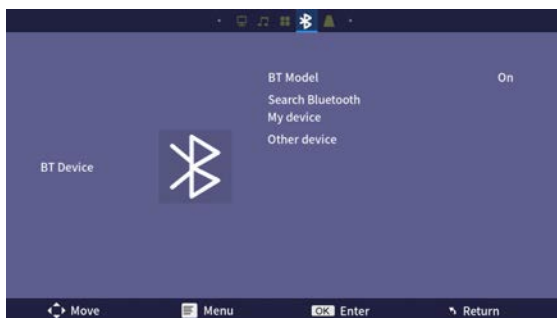 BT Model On
Search Bluetooth
My device
Other device
BT Device
Move Menu OK Enter Return